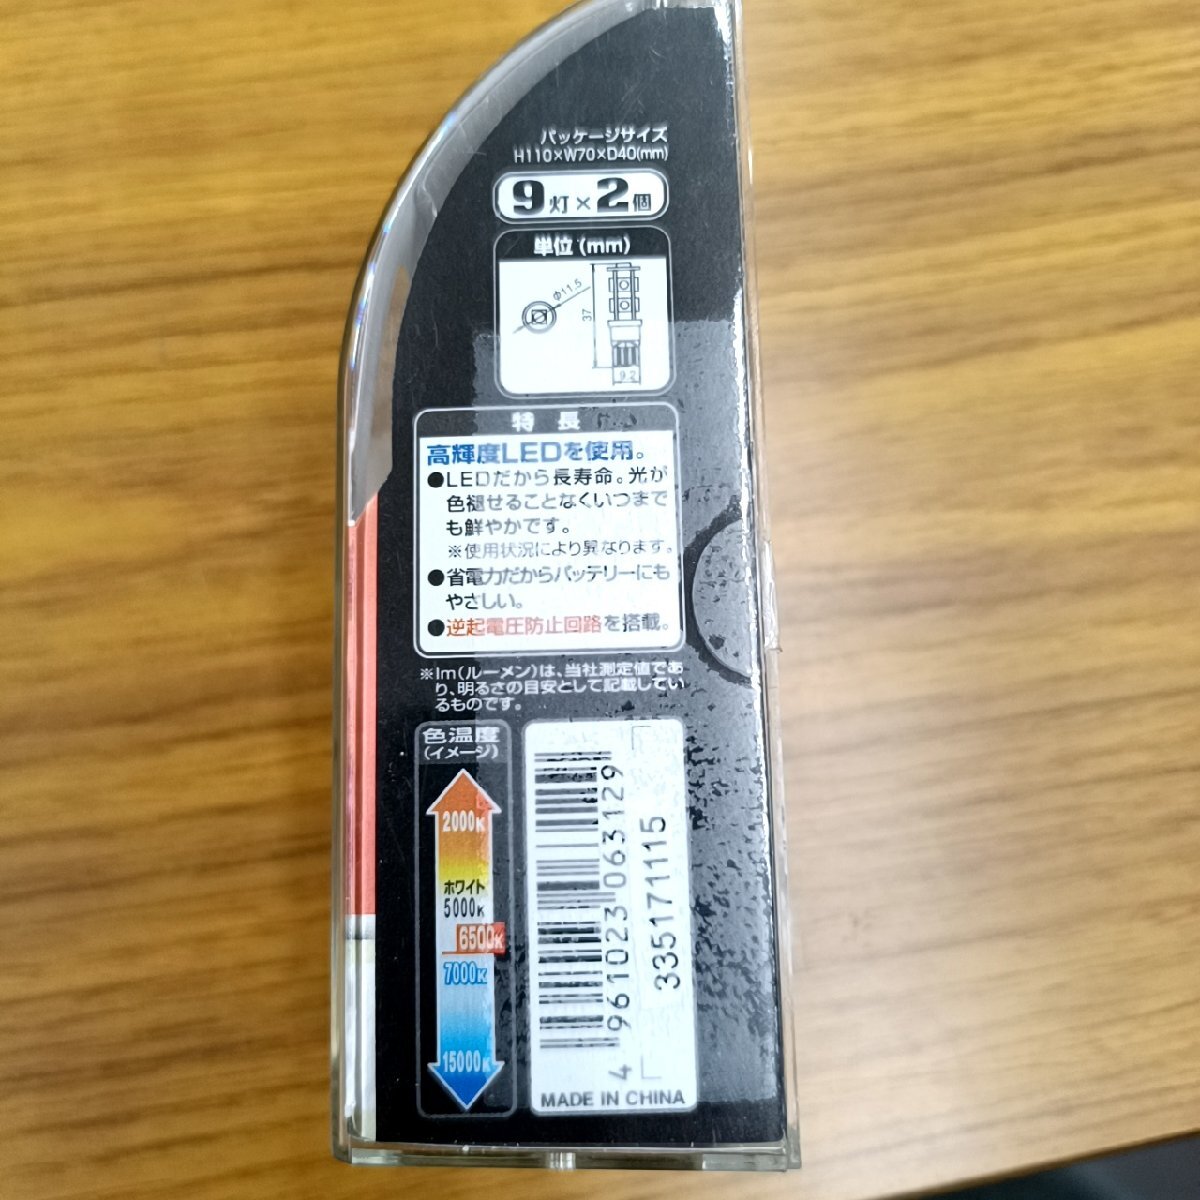 パッケージサイズ
H110×W70×D40(mm)
9灯×2個
単位(mm)
Φ11.5
37
9.2
特長
高輝度LEDを使用。
●LEDだから長寿命。光が
色褪せることなくいつまで
も鮮やかです。
※使用状況により異なります。
●省電力だからバッテリーにも
やさしい。
●逆起電圧防止回路を搭載。
※lm(ルーメン)は、当社測定値であ
り、明るさの目安として記載してい
るものです。
色温度
(イメージ)
2000K
ホワイト
5000K
6500K
7000K
15000K
4961023063129
335171115
MADE IN CHINA